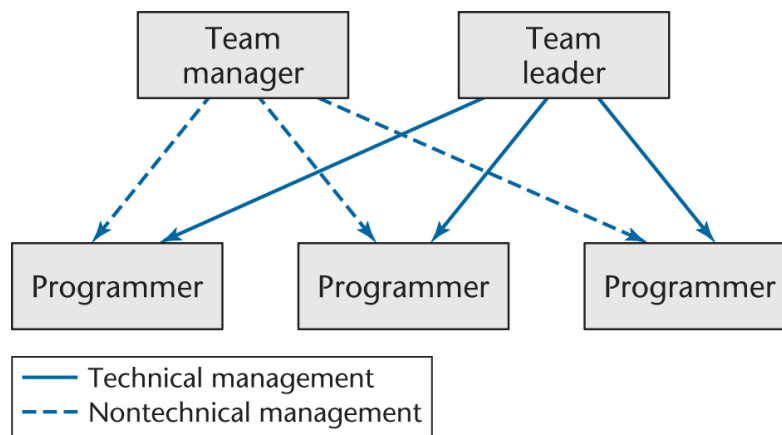 Team
manager
Team
leader
Programmer
Programmer
Programmer
Technical management
Nontechnical management